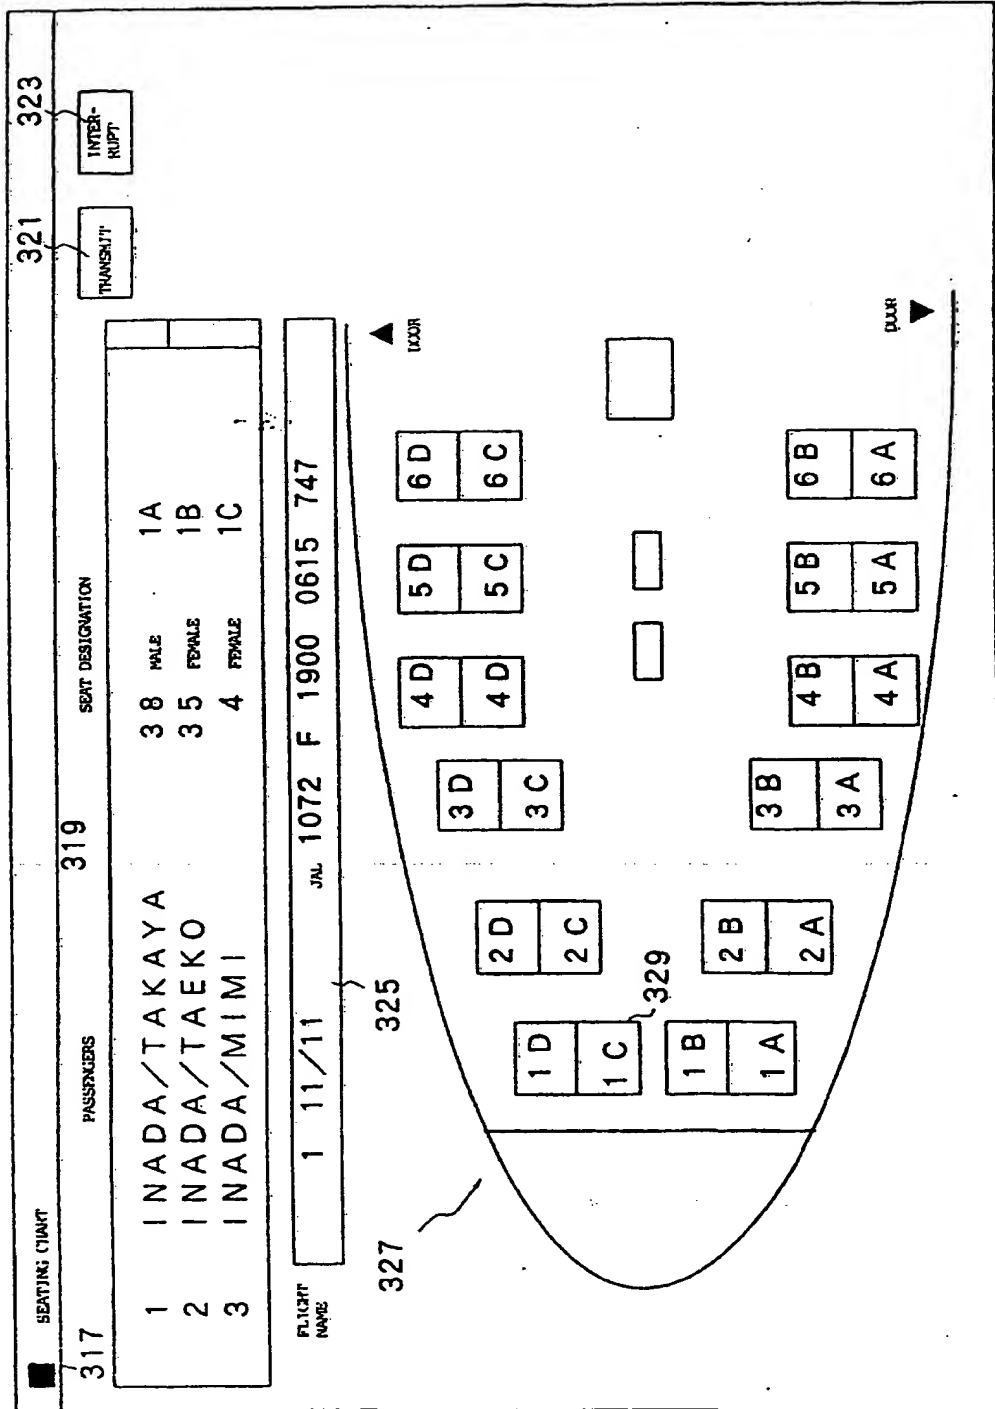 SEATING CHART
317
PASSENGERS
319
SEAT DESIGNATION
321
323
TRANSMIT
INTER-
RUPT
1 INADA/TAKAYA 38 MALE 1A
2 INADA/TAEKO 35 FEMALE 1B
3 INADA/MIMI 4 FEMALE 1C
FLIGHT
NAME
1 11/11 JAL 1072 F 1900 0615 747
325
327
DOOR
1D 2D 3D 4D 5D 6D
1C 2C 3C 4D 5C 6C
329
1B 2B 3B 4B 5B 6B
1A 2A 3A 4A 5A 6A
DOOR